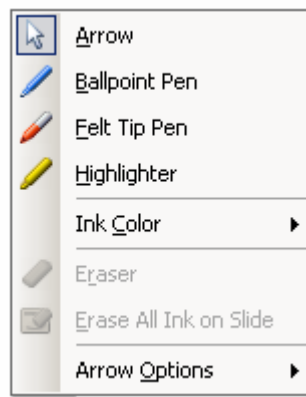 Arrow
Ballpoint Pen
Felt Tip Pen
Highlighter
Ink Color
Eraser
Erase All Ink on Slide
Arrow Options